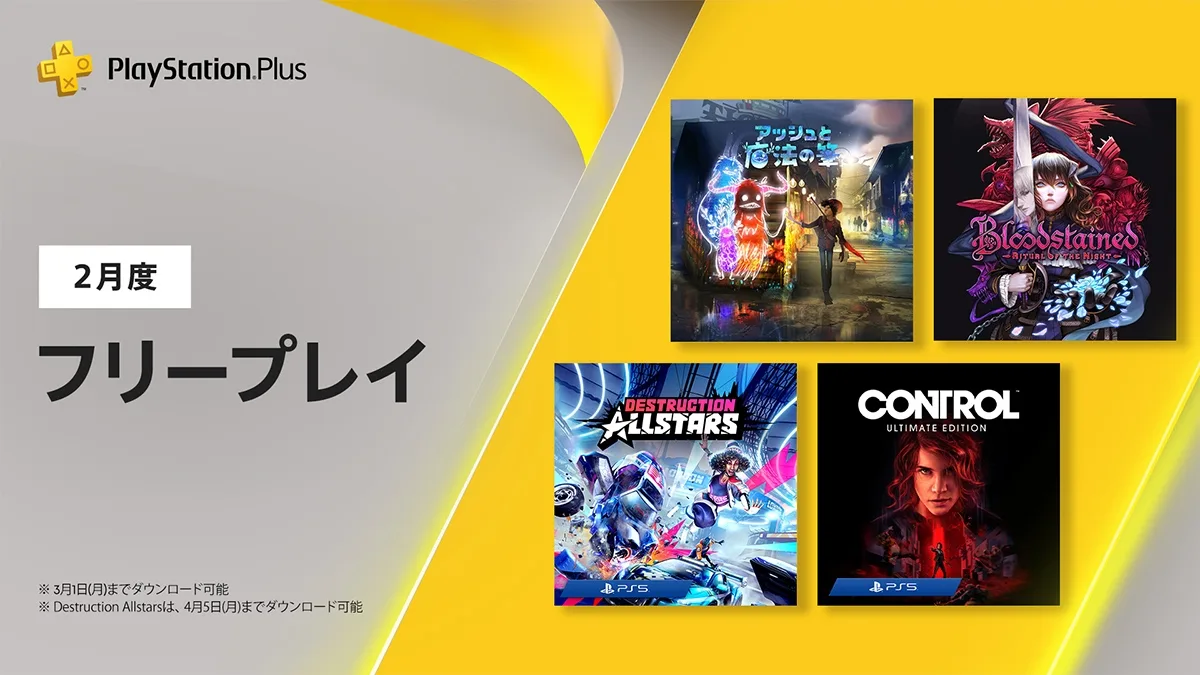 PlayStation®Plus
2月度
フリープレイ
※ 3月1日(月)までダウンロード可能
※ Destruction Allstarsは、4月5日(月)までダウンロード可能
アッシュと
魔法の筆
Bloodstained
RITUAL OF THE NIGHT
DESTRUCTION
ALLSTARS
PS5
CONTROL™
ULTIMATE EDITION
PS5